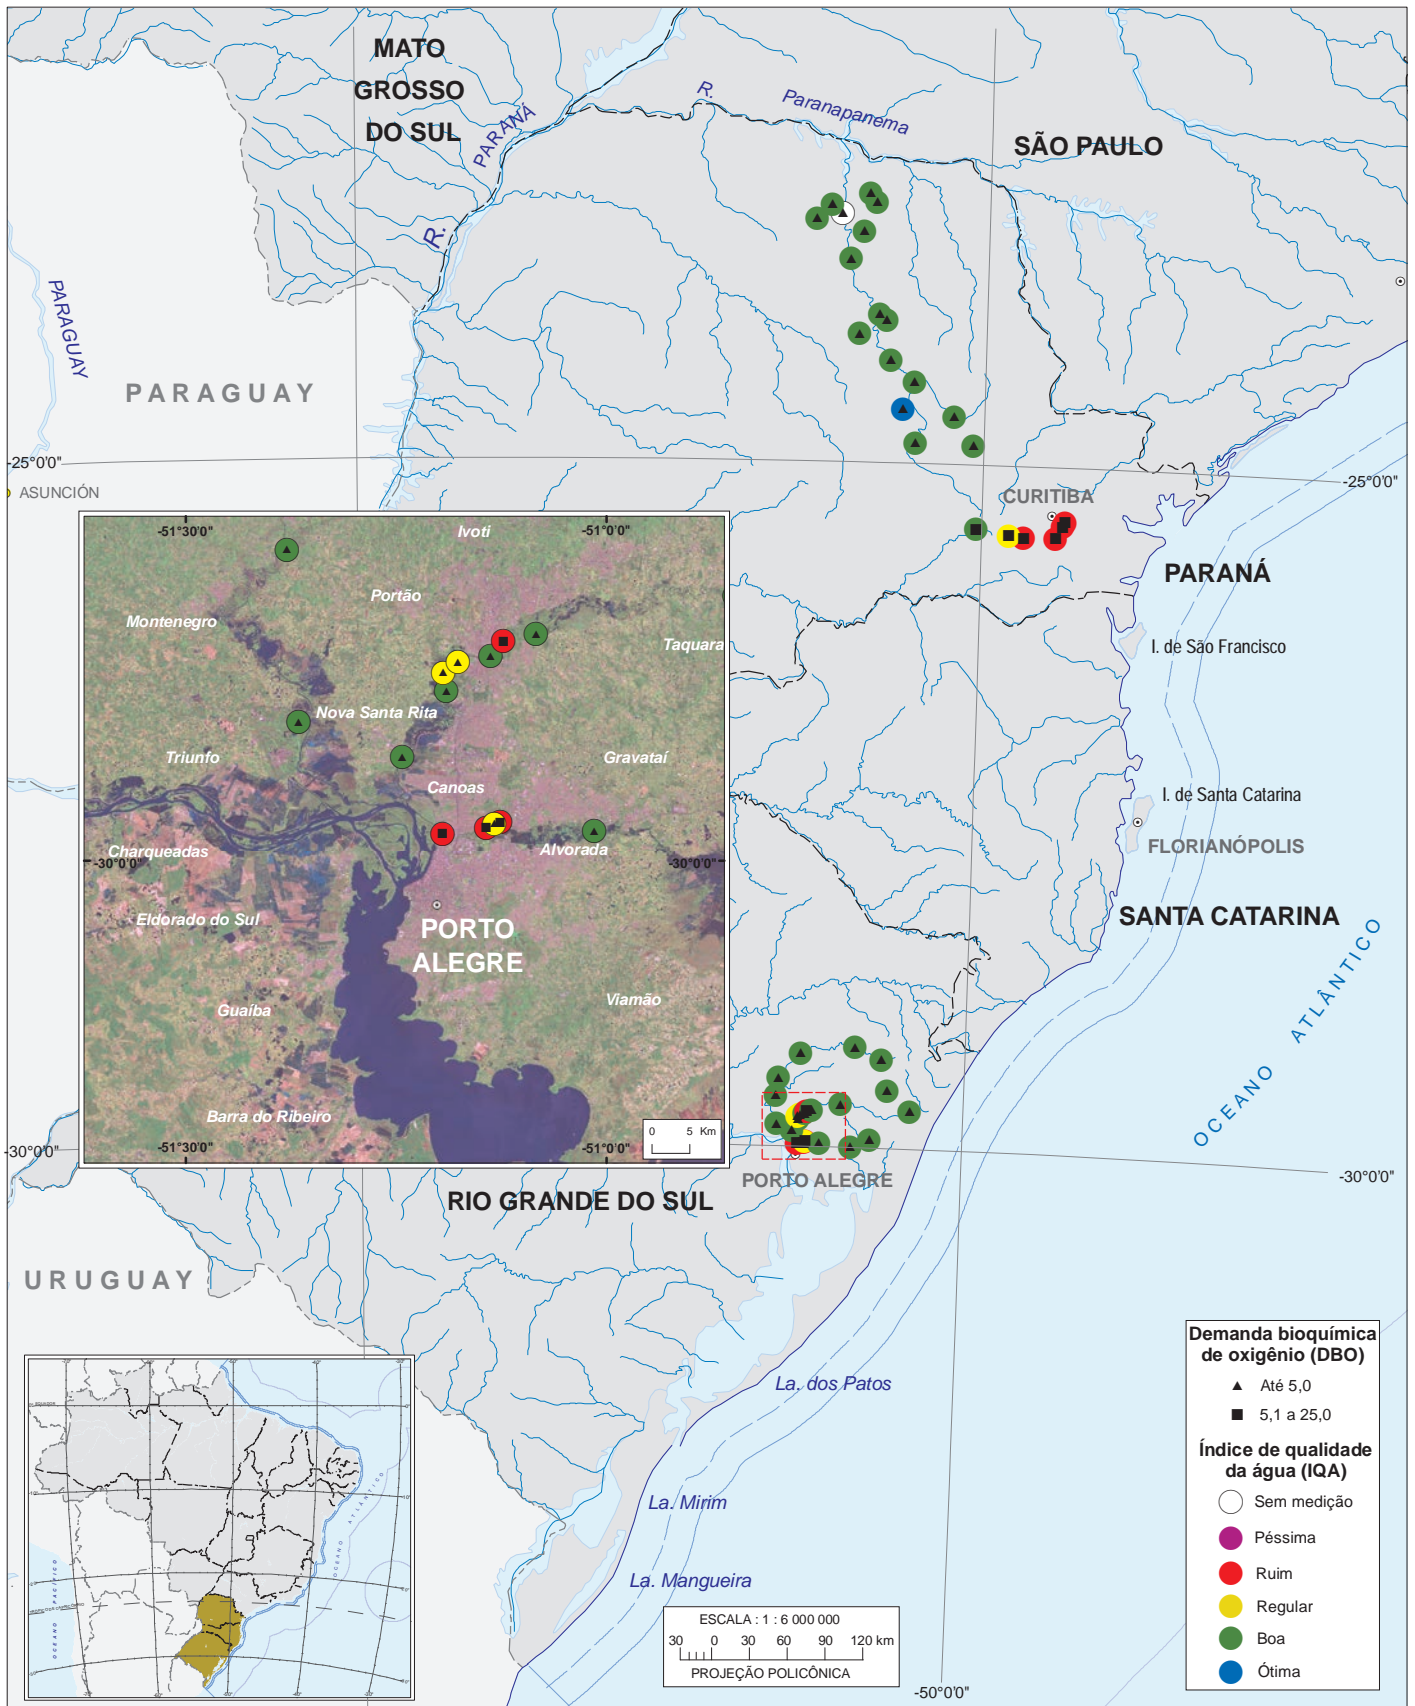 MATO
GROSSO
DO SUL
R.
PARANÁ
R.
Paranapanema
SÃO PAULO
PARAGUAY
PARAGUAY
-25°0'0"
-25°0'0"
ASUNCIÓN
CURITIBA
PARANÁ
I. de São Francisco
I. de Santa Catarina
FLORIANÓPOLIS
SANTA CATARINA
OCEANO ATLÂNTICO
-51°30'0"
-51°0'0"
Ivoti
Portão
Montenegro
Taquara
Nova Santa Rita
Triunfo
Gravataí
Canoas
Charqueadas
-30°0'0"
-30°0'0"
Alvorada
Eldorado do Sul
PORTO
ALEGRE
Guaíba
Viamão
Barra do Ribeiro
-51°30'0"
-51°0'0"
0 5 Km
-30°0'0"
-30°0'0"
PORTO ALEGRE
RIO GRANDE DO SUL
URUGUAY
La. dos Patos
La. Mirim
La. Mangueira
OCEANO PACÍFICO
OCEANO ATLÂNTICO
ESCALA : 1 : 6 000 000
30 0 30 60 90 120 km
PROJEÇÃO POLICÔNICA
-50°0'0"
Demanda bioquímica
de oxigênio (DBO)
Até 5,0
5,1 a 25,0
Índice de qualidade
da água (IQA)
Sem medição
Péssima
Ruim
Regular
Boa
Ótima